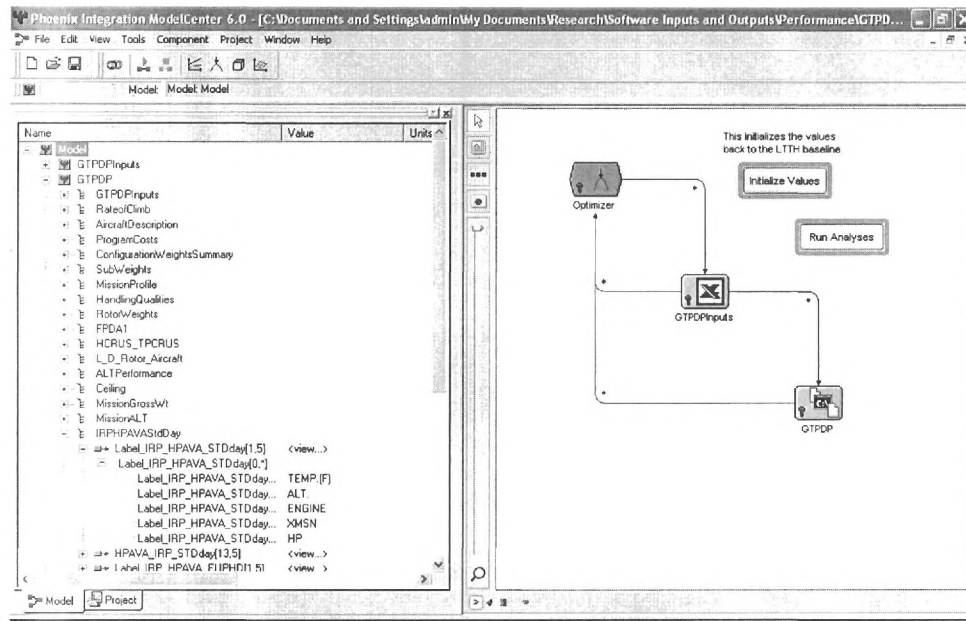 Phoenix Integration ModelCenter 6.0 - [C:\Documents and Settings\admin\My Documents\Research\Software Inputs and Outputs\Performance\GTPD...
File Edit View Tools Component Project Window Help
Model: Model: Model
Name Value Units
Model
GTPDPInputs
GTPDP
GTPDPInputs
RateofClimb
AircraftDescription
ProgramCosts
ConfigurationWeightsSummary
SubWeights
MissionProfile
HandlingQualities
RotorWeights
FPDA1
HCRUS_TPCRUS
L_D_Rotor_Aircraft
ALTPerformance
Ceiling
MissionGrossWt
MissionALT
IRPHPAVAStdDay
Label_IRP_HPAVA_STDday[1,5] <view...>
Label_IRP_HPAVA_STDday[0,*]
Label_IRP_HPAVA_STDday... TEMP.(F)
Label_IRP_HPAVA_STDday... ALT.
Label_IRP_HPAVA_STDday... ENGINE
Label_IRP_HPAVA_STDday... XMSN
Label_IRP_HPAVA_STDday... HP
HPAVA_IRP_STDday[13,5] <view...>
Model Project
This initializes the values
back to the LTTH baseline
Initialize Values
Optimizer
Run Analyses
GTPDPInputs
GTPDP